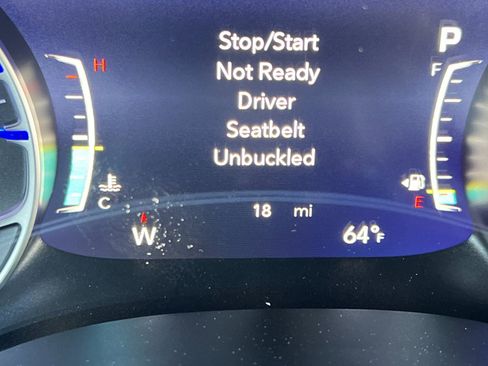 Stop/Start
P
H
Not Ready
F
Driver
Seatbelt
Unbuckled
C
E
18 mi
W
64°F